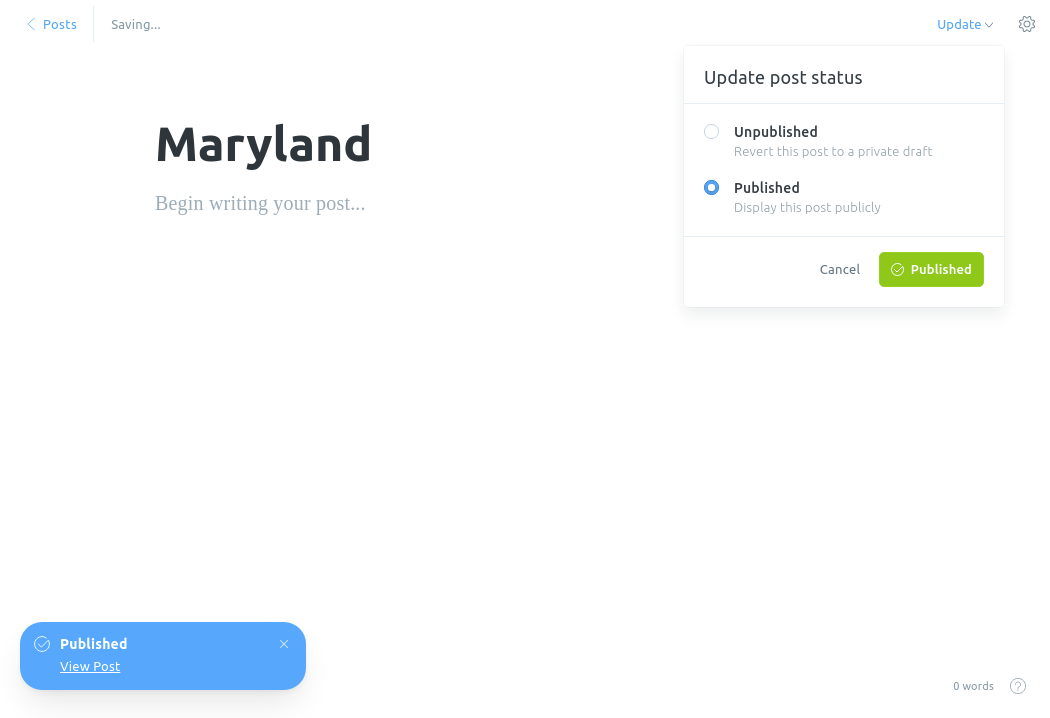 Posts
Saving...
Update
Update post status
Maryland
Unpublished
Revert this post to a private draft
Published
Display this post publicly
Begin writing your post...
Cancel
Published
Published
View Post
0 words